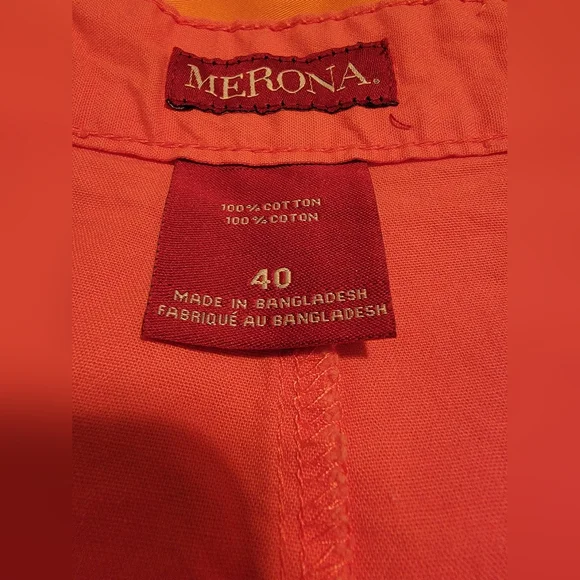 MERONA®
100% COTTON
100% COTON
40
MADE IN BANGLADESH
FABRIQUÉ AU BANGLADESH